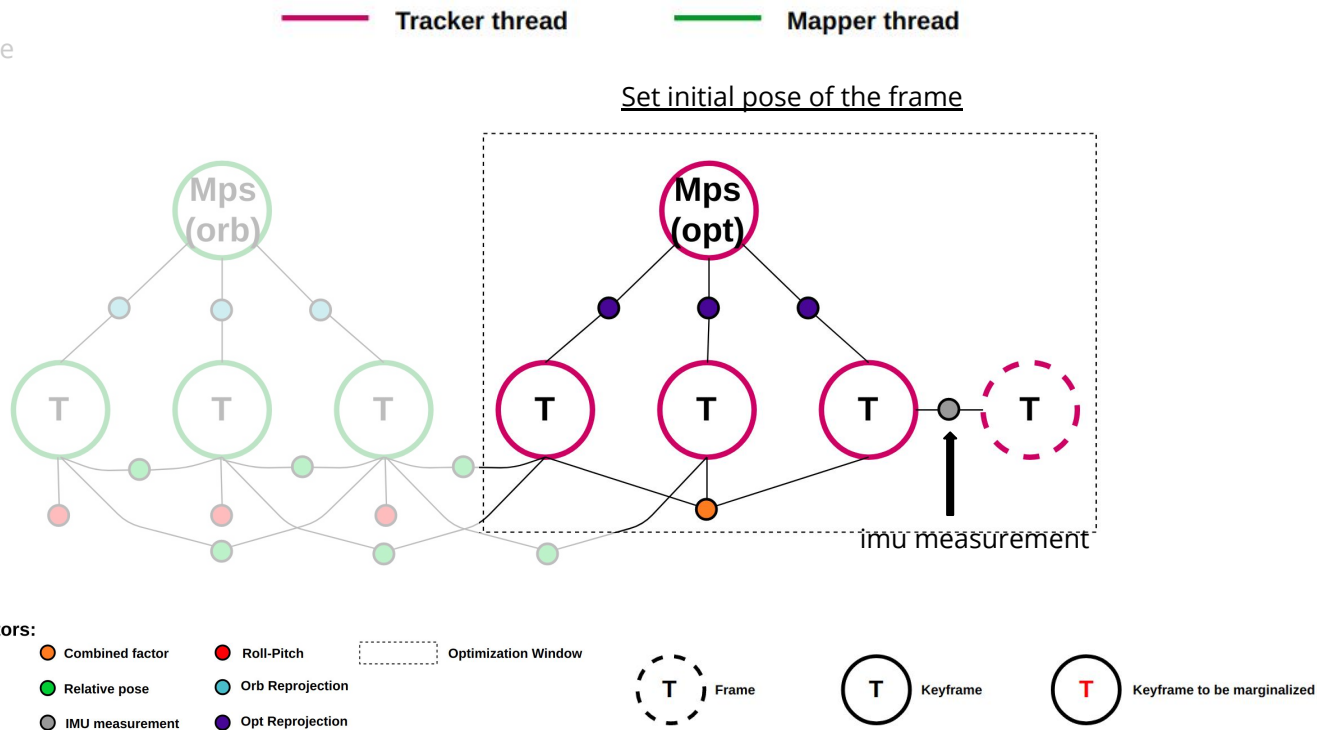 Tracker thread
Mapper thread
e
Set initial pose of the frame
Mps
(orb)
Mps
(opt)
T
T
T
T
T
T
T
imu measurement
tors:
Combined factor
Roll-Pitch
Optimization Window
Relative pose
Orb Reprojection
T
Frame
T
Keyframe
T
Keyframe to be marginalized
IMU measurement
Opt Reprojection